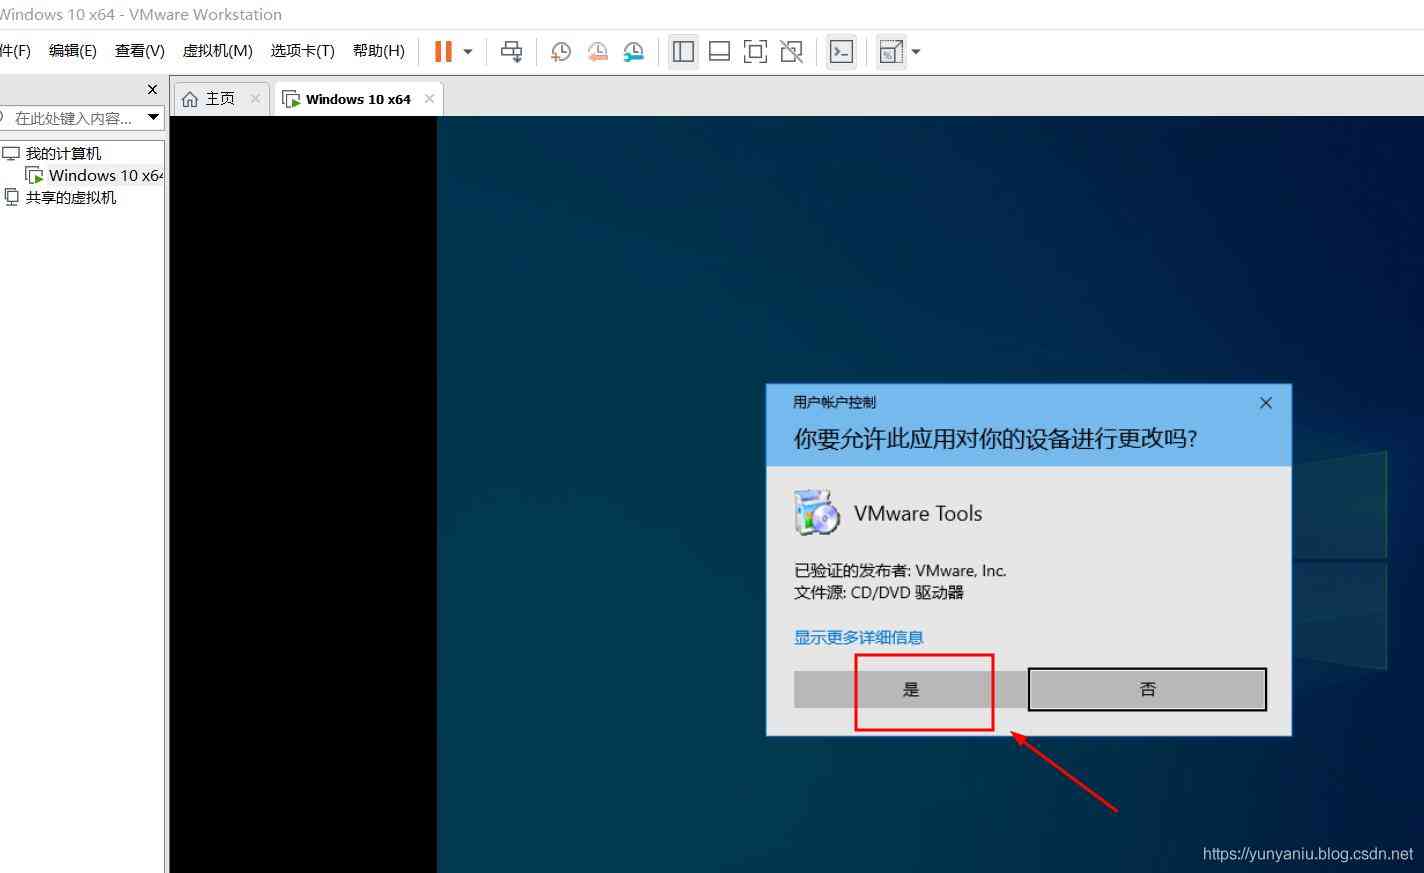 Windows 10 x64 - VMware Workstation
件(F) 编辑(E) 查看(V) 虚拟机(M) 选项卡(T) 帮助(H)
主页
Windows 10 x64
在此处键入内容...
我的计算机
Windows 10 x64
共享的虚拟机
用户帐户控制
你要允许此应用对你的设备进行更改吗?
VMware Tools
已验证的发布者: VMware, Inc.
文件源: CD/DVD 驱动器
显示更多详细信息
是
否
https://yunyaniu.blog.csdn.net